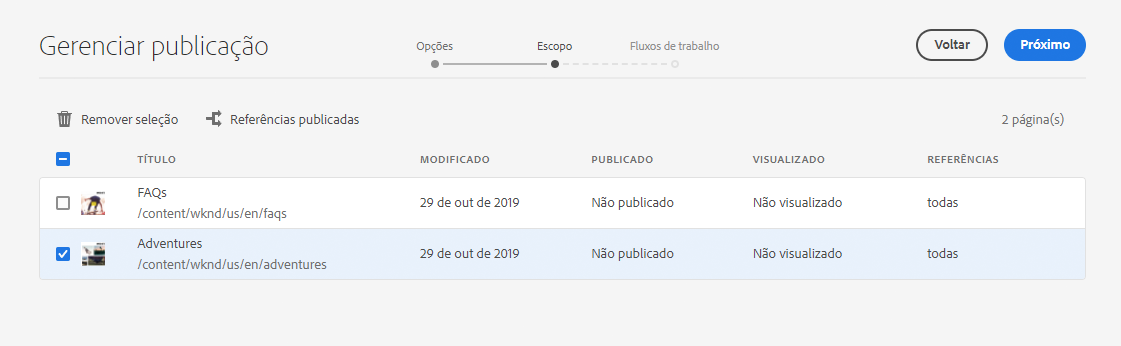 Gerenciar publicação
Opções
Escopo
Fluxos de trabalho
Voltar
Próximo
Remover seleção
Referências publicadas
2 página(s)
TÍTULO
MODIFICADO
PUBLICADO
VISUALIZADO
REFERÊNCIAS
FAQs
/content/wknd/us/en/faqs
29 de out de 2019
Não publicado
Não visualizado
todas
Adventures
/content/wknd/us/en/adventures
29 de out de 2019
Não publicado
Não visualizado
todas